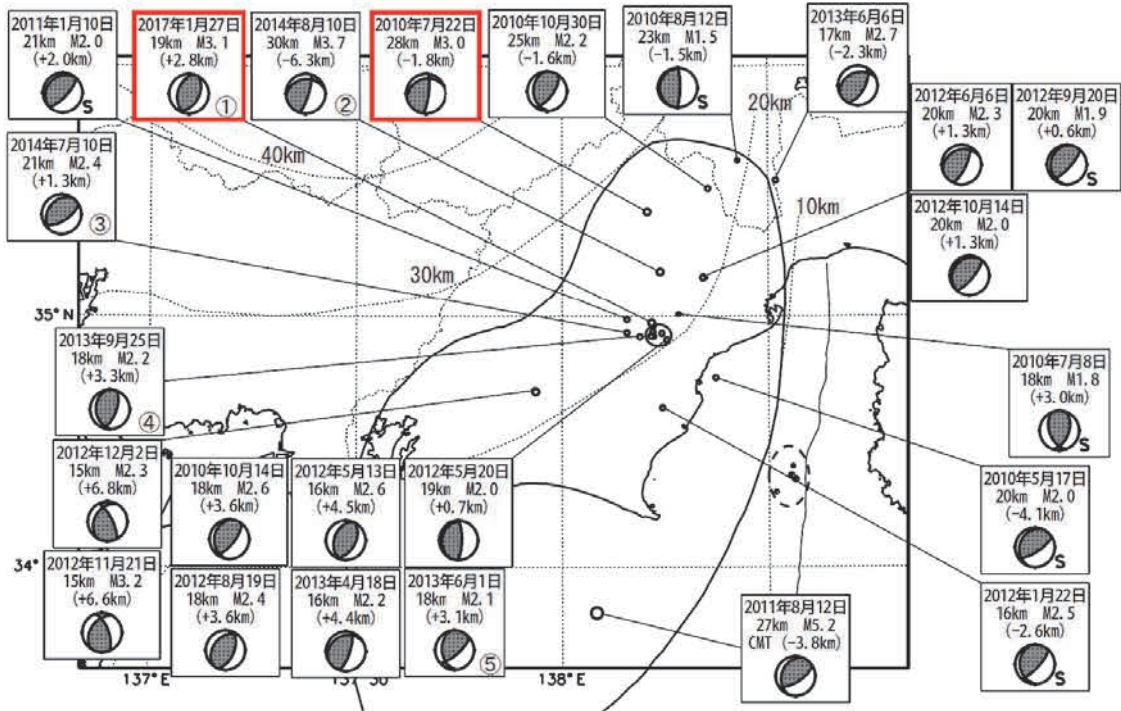 2011年1月10日
21km M2.0
(+2.0km)
S
2017年1月27日
19km M3.1
(+2.8km)
①
2014年8月10日
30km M3.7
(-6.3km)
②
2010年7月22日
28km M3.0
(-1.8km)
2010年10月30日
25km M2.2
(-1.6km)
2010年8月12日
23km M1.5
(-1.5km)
S
2013年6月6日
17km M2.7
(-2.3km)
2012年6月6日
20km M2.3
(+1.3km)
2012年9月20日
20km M1.9
(+0.6km)
S
2012年10月14日
20km M2.0
(+1.3km)
2014年7月10日
21km M2.4
(+1.3km)
③
40km
30km
20km
10km
35°N
2013年9月25日
18km M2.2
(+3.3km)
④
2010年7月8日
18km M1.8
(+3.0km)
S
2012年12月2日
15km M2.3
(+6.8km)
2010年10月14日
18km M2.6
(+3.6km)
2012年5月13日
16km M2.6
(+4.5km)
2012年5月20日
19km M2.0
(+0.7km)
2010年5月17日
20km M2.0
(-4.1km)
S
34°
2012年11月21日
15km M3.2
(+6.6km)
2012年8月19日
18km M2.4
(+3.6km)
2013年4月18日
16km M2.2
(+4.4km)
2013年6月1日
18km M2.1
(+3.1km)
⑤
2011年8月12日
27km M5.2
CMT (-3.8km)
2012年1月22日
16km M2.5
(-2.6km)
S
137°E
30
138°E